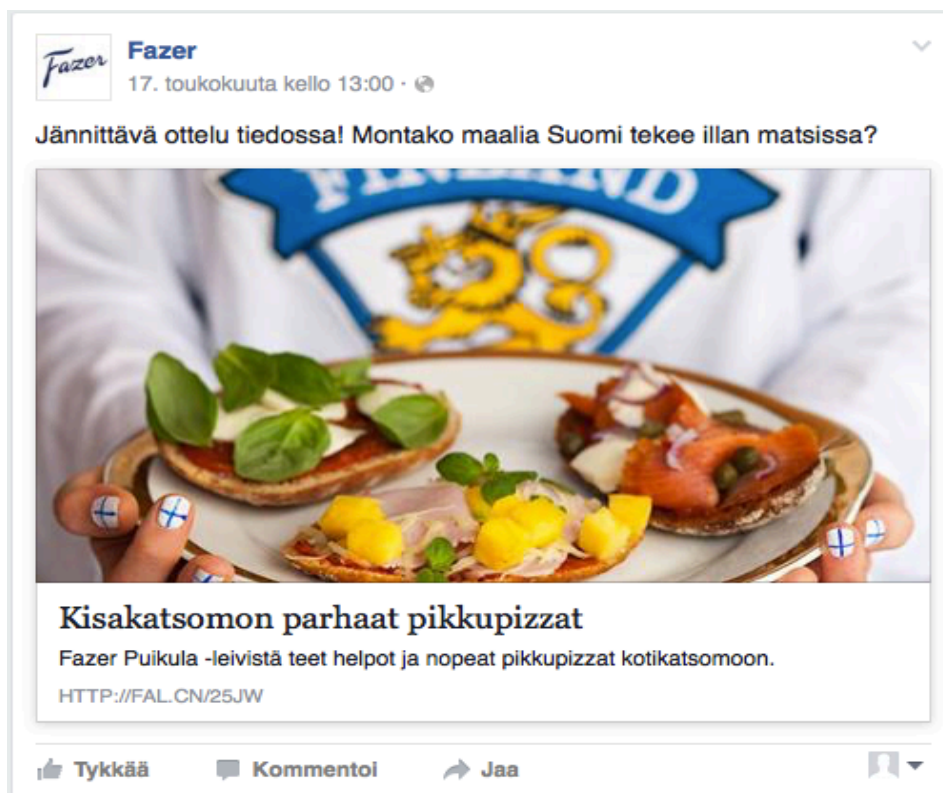 Fazer
Fazer
17. toukokuuta kello 13:00 ·
Jännittävä ottelu tiedossa! Montako maalia Suomi tekee illan matsissa?
FINLAND
Kisakatsomon parhaat pikkupizzat
Fazer Puikula -leivistä teet helpot ja nopeat pikkupizzat kotikatsomoon.
HTTP://FAL.CN/25JW
Tykkää Kommentoi Jaa